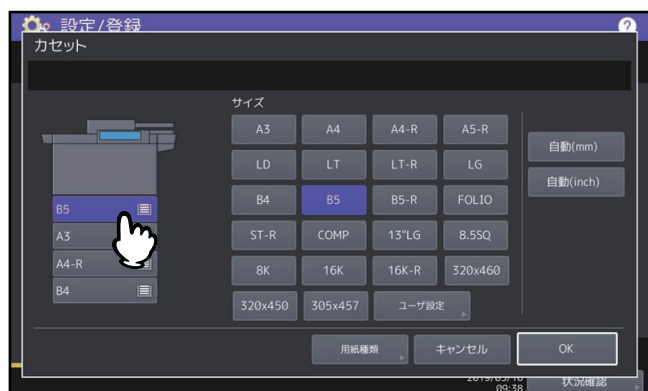 設定/登録 ?
カセット
サイズ
A3 A4 A4-R A5-R
自動(mm)
LD LT LT-R LG
自動(inch)
B5 B4 B5 B5-R FOLIO
A3 ST-R COMP 13"LG 8.5SQ
A4-R 8K 16K 16K-R 320x460
B4
320x450 305x457 ユーザ設定
用紙種類 キャンセル OK
09:38 状況確認